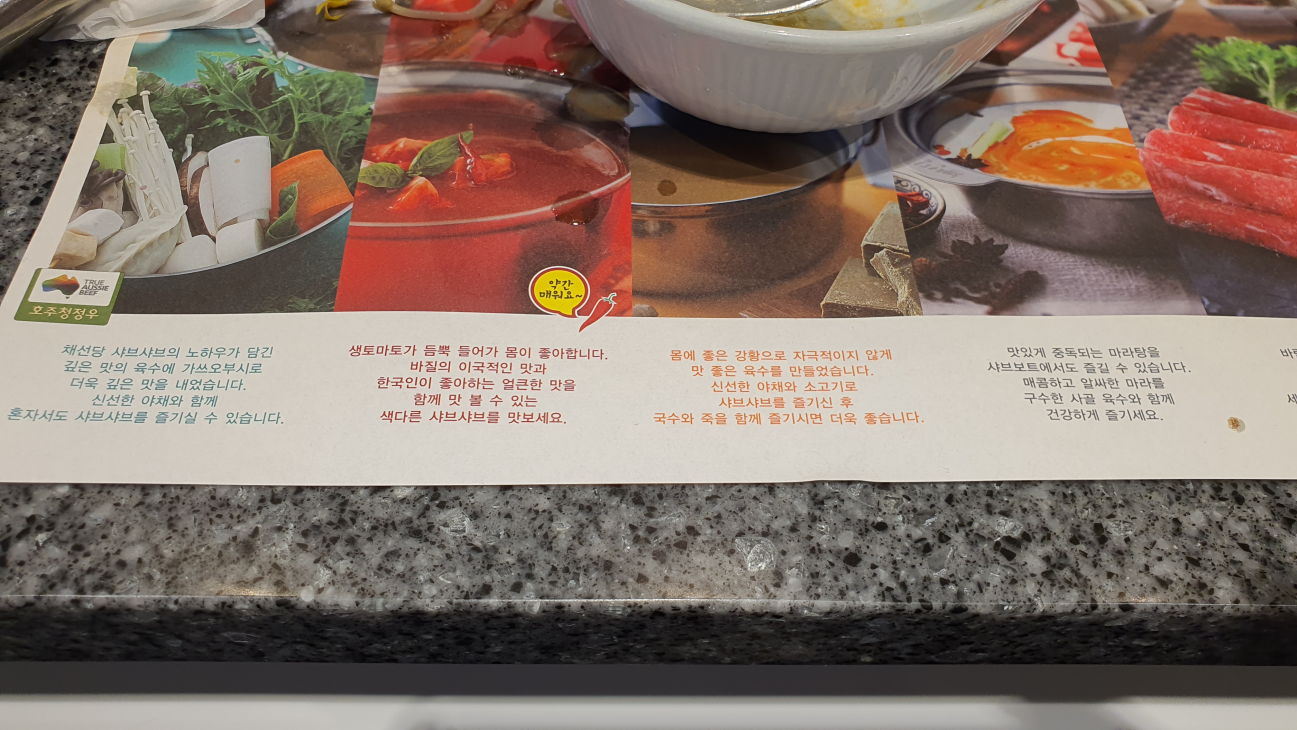 TRUE
AUSSIE
BEEF
호주청정우
약간
매워요~
채선당 샤브샤브의 노하우가 담긴
깊은 맛의 육수에 가쓰오부시로
더욱 깊은 맛을 내었습니다.
신선한 야채와 함께
혼자서도 샤브샤브를 즐기실 수 있습니다.
생토마토가 듬뿍 들어가 몸이 좋아합니다.
바질의 이국적인 맛과
한국인이 좋아하는 얼큰한 맛을
함께 맛 볼 수 있는
색다른 샤브샤브를 맛보세요.
몸에 좋은 강황으로 자극적이지 않게
맛 좋은 육수를 만들었습니다.
신선한 야채와 소고기로
샤브샤브를 즐기신 후
국수와 죽을 함께 즐기시면 더욱 좋습니다.
맛있게 중독되는 마라탕을
샤브보트에서도 즐길 수 있습니다.
매콤하고 알싸한 마라를
구수한 사골 육수와 함께
건강하게 즐기세요.